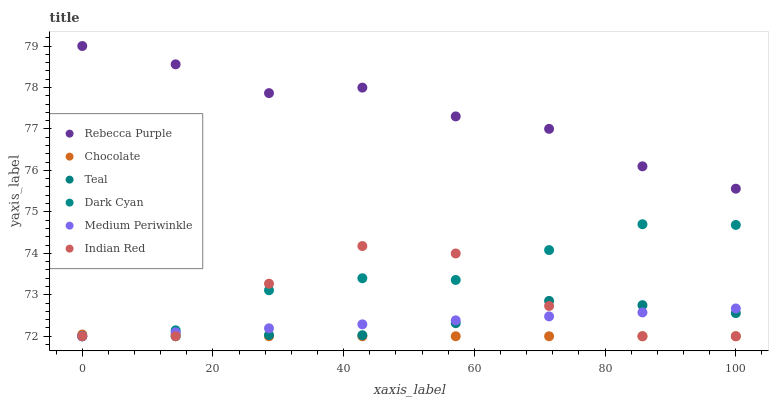 title
79
78
77
76
75
74
73
72
yaxis_label
Rebecca Purple
Chocolate
Teal
Dark Cyan
Medium Periwinkle
Indian Red
0 20 40 60 80 100
xaxis_label